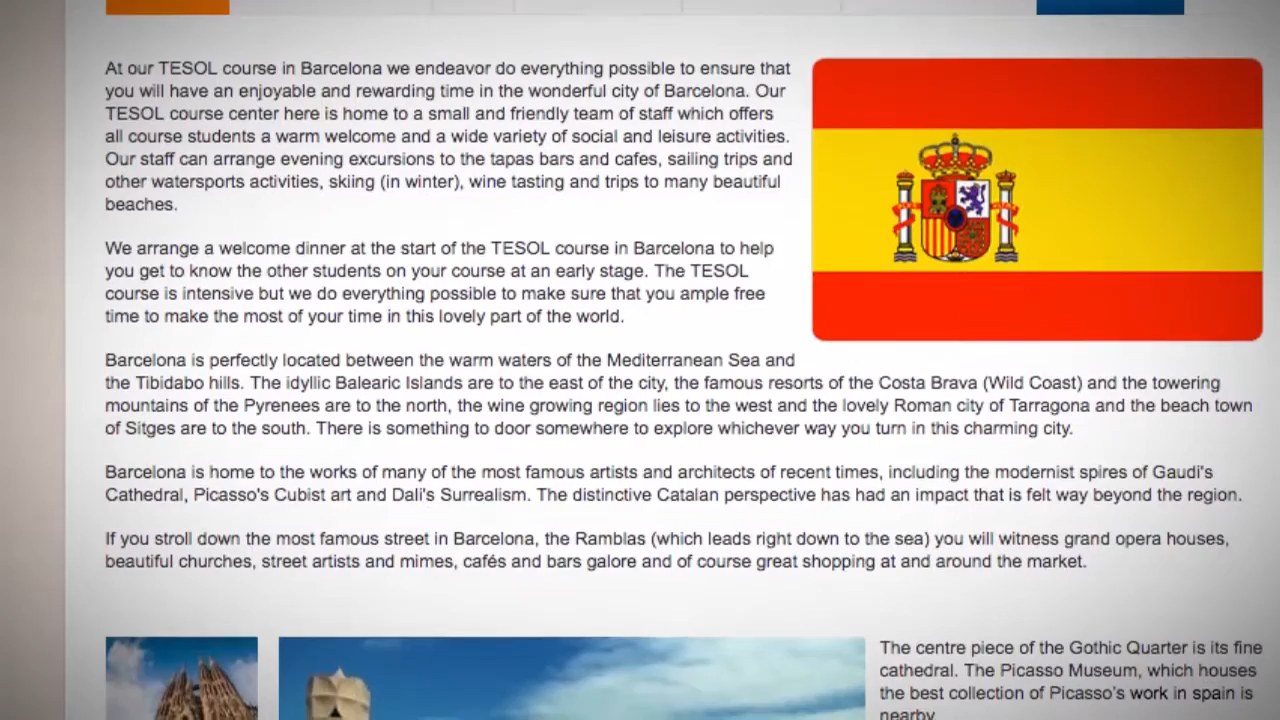 At our TESOL course in Barcelona we endeavor do everything possible to ensure that
you will have an enjoyable and rewarding time in the wonderful city of Barcelona. Our
TESOL course center here is home to a small and friendly team of staff which offers
all course students a warm welcome and a wide variety of social and leisure activities.
Our staff can arrange evening excursions to the tapas bars and cafes, sailing trips and
other watersports activities, skiing (in winter), wine tasting and trips to many beautiful
beaches.
We arrange a welcome dinner at the start of the TESOL course in Barcelona to help
you get to know the other students on your course at an early stage. The TESOL
course is intensive but we do everything possible to make sure that you ample free
time to make the most of your time in this lovely part of the world.
Barcelona is perfectly located between the warm waters of the Mediterranean Sea and
the Tibidabo hills. The idyllic Balearic Islands are to the east of the city, the famous resorts of the Costa Brava (Wild Coast) and the towering
mountains of the Pyrenees are to the north, the wine growing region lies to the west and the lovely Roman city of Tarragona and the beach town
of Sitges are to the south. There is something to door somewhere to explore whichever way you turn in this charming city.
Barcelona is home to the works of many of the most famous artists and architects of recent times, including the modernist spires of Gaudi's
Cathedral, Picasso's Cubist art and Dali's Surrealism. The distinctive Catalan perspective has had an impact that is felt way beyond the region.
If you stroll down the most famous street in Barcelona, the Ramblas (which leads right down to the sea) you will witness grand opera houses,
beautiful churches, street artists and mimes, cafés and bars galore and of course great shopping at and around the market.
The centre piece of the Gothic Quarter is its fine
cathedral. The Picasso Museum, which houses
the best collection of Picasso's work in spain is
nearby